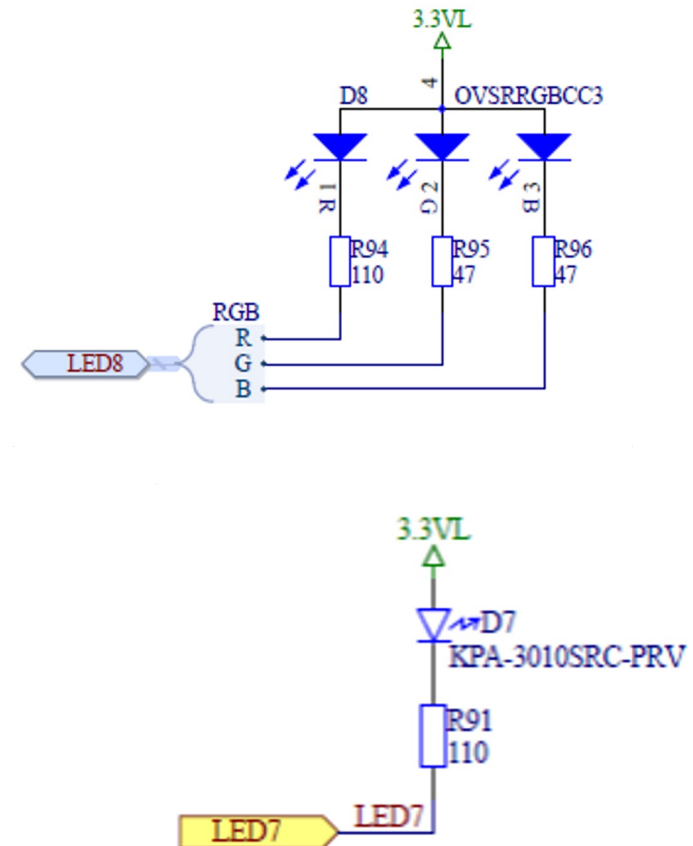 3.3VL
4
D8
OVSRRGBCC3
1 R
2 G
3 B
R94
110
R95
47
R96
47
RGB
R
G
B
LED8
3.3VL
D7
KPA-3010SRC-PRV
R91
110
LED7
LED7